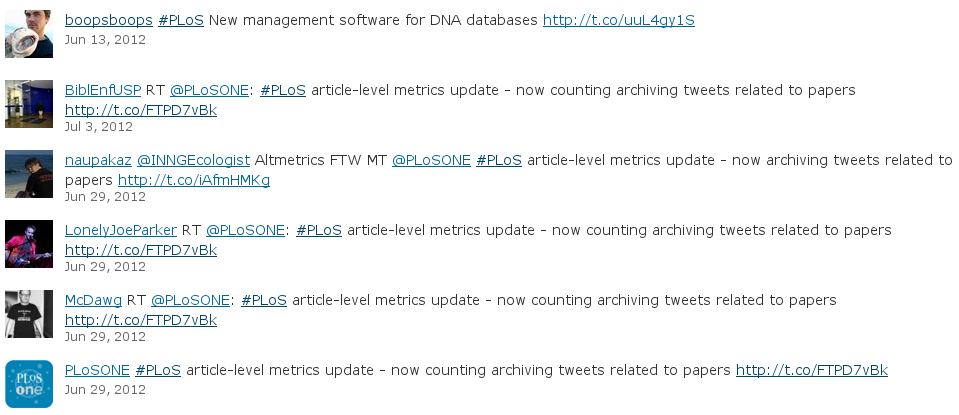 boopsboops #PLoS New management software for DNA databases http://t.co/uuL4gy1S
Jun 13, 2012
BiblEnfUSP RT @PLoSONE: #PLoS article-level metrics update - now counting archiving tweets related to papers
http://t.co/FTPD7vBk
Jul 3, 2012
naupakaz @INNGEcologist Altmetrics FTW MT @PLoSONE #PLoS article-level metrics update - now archiving tweets related to
papers http://t.co/iAfmHMKg
Jun 29, 2012
LonelyJoeParker RT @PLoSONE: #PLoS article-level metrics update - now counting archiving tweets related to papers
http://t.co/FTPD7vBk
Jun 29, 2012
McDawg RT @PLoSONE: #PLoS article-level metrics update - now counting archiving tweets related to papers
http://t.co/FTPD7vBk
Jun 29, 2012
PLoS
one
PLoSONE #PLoS article-level metrics update - now counting archiving tweets related to papers http://t.co/FTPD7vBk
Jun 29, 2012